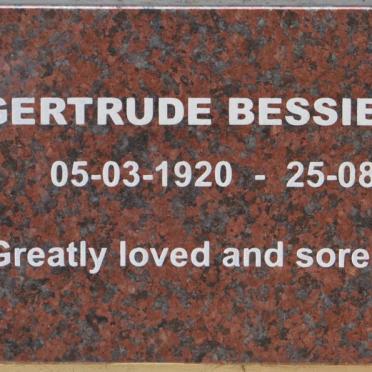 GERTRUDE BESSIE
05-03-1920 - 25-08
Greatly loved and sore